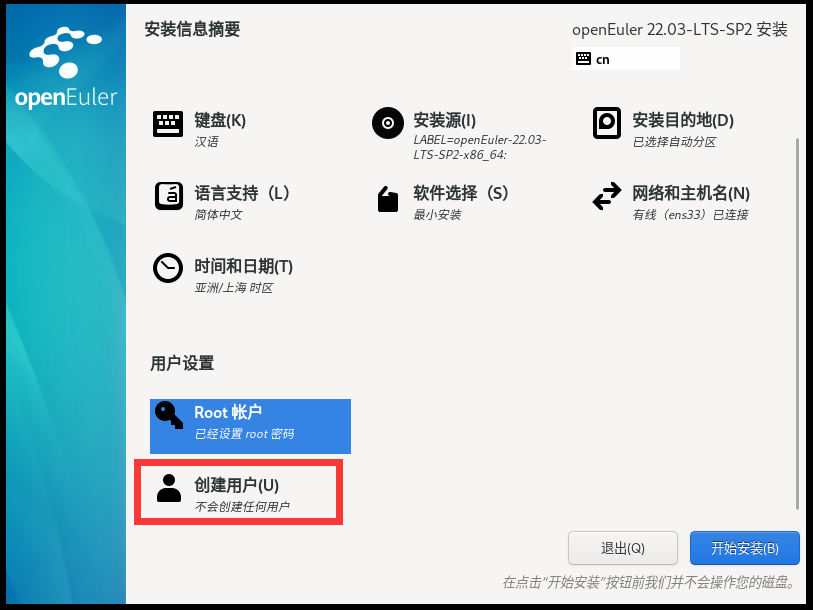 安装信息摘要
openEuler 22.03-LTS-SP2 安装
cn
openEuler
键盘(K)
汉语
安装源(I)
LABEL=openEuler-22.03-
LTS-SP2-x86_64:
安装目的地(D)
已选择自动分区
语言支持（L）
简体中文
软件选择（S）
最小安装
网络和主机名(N)
有线（ens33）已连接
时间和日期(T)
亚洲/上海 时区
用户设置
Root 帐户
已经设置 root 密码
创建用户(U)
不会创建任何用户
退出(Q)
开始安装(B)
在点击“开始安装”按钮前我们并不会操作您的磁盘。